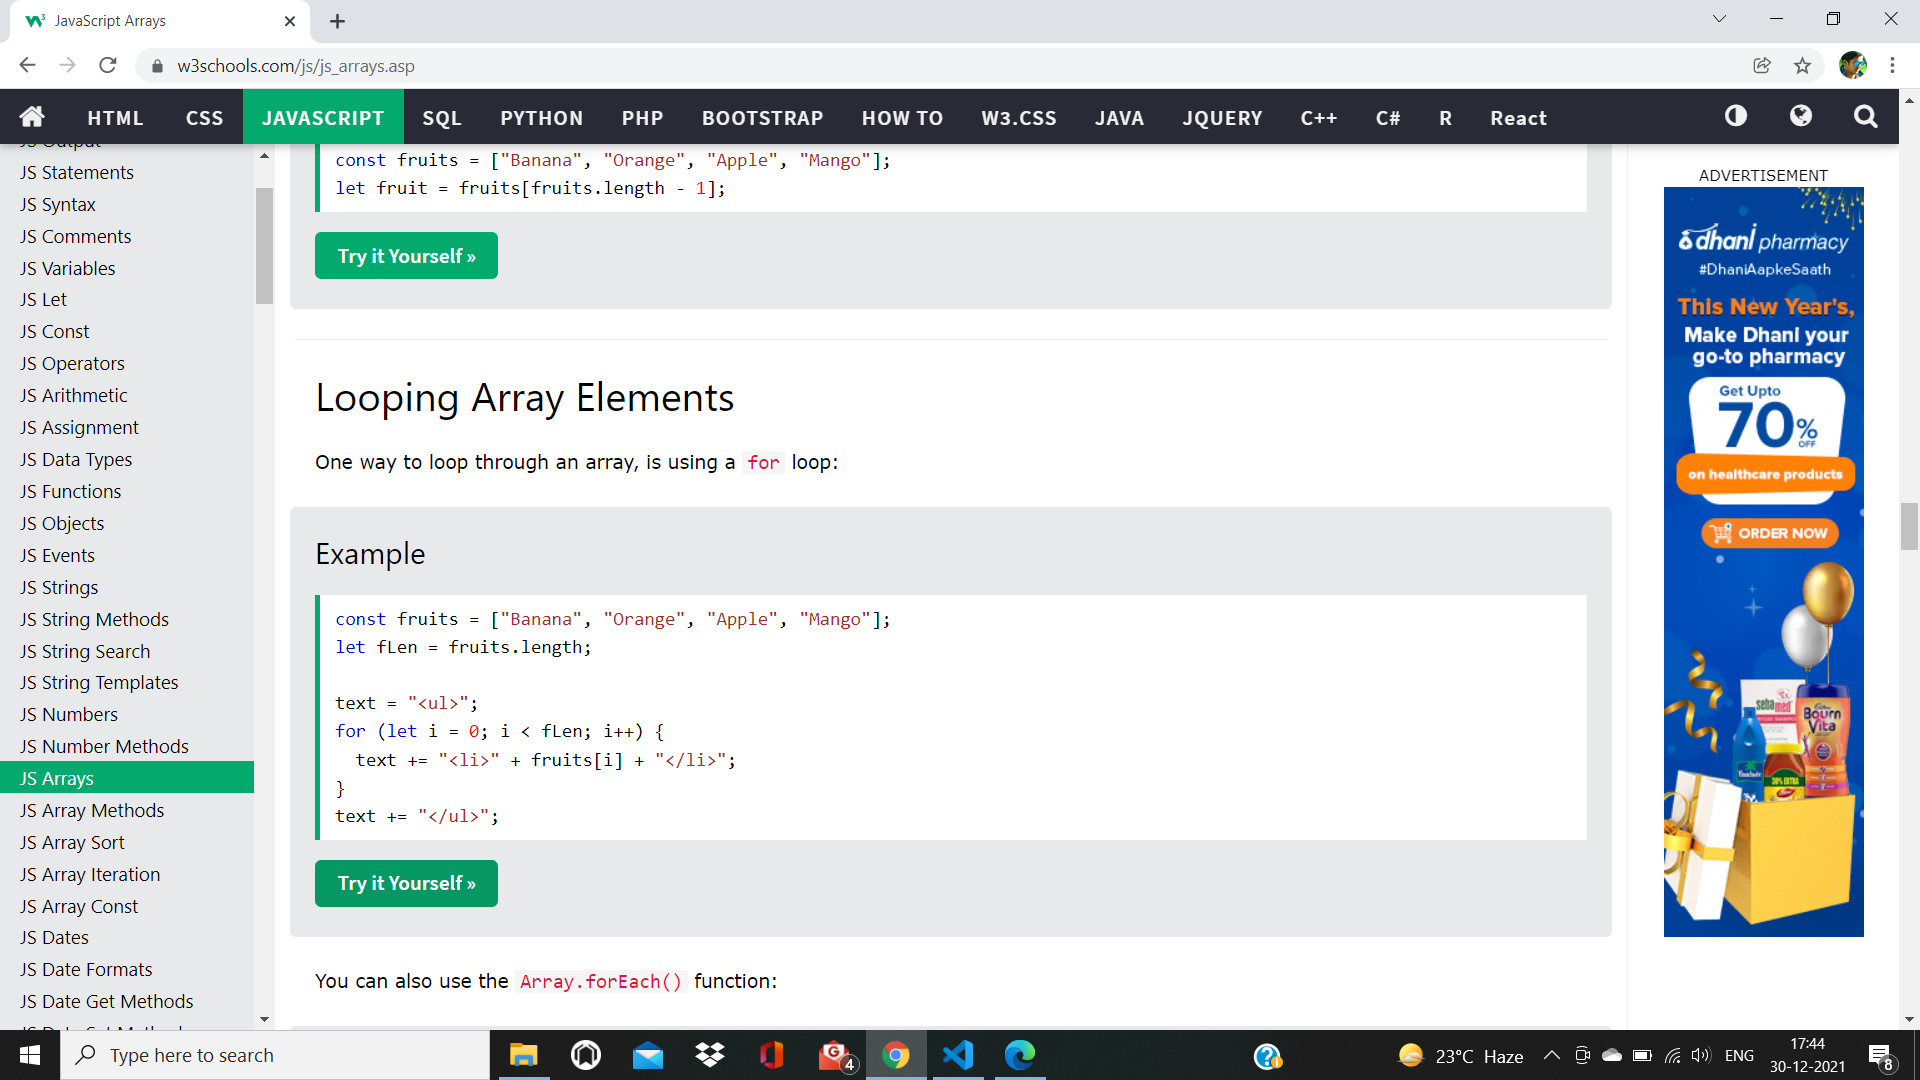 JavaScript Arrays
w3schools.com/js/js_arrays.asp
HTML CSS JAVASCRIPT SQL PYTHON PHP BOOTSTRAP HOW TO W3.CSS JAVA JQUERY C++ C# R React
JS Output
JS Statements
JS Syntax
JS Comments
JS Variables
JS Let
JS Const
JS Operators
JS Arithmetic
JS Assignment
JS Data Types
JS Functions
JS Objects
JS Events
JS Strings
JS String Methods
JS String Search
JS String Templates
JS Numbers
JS Number Methods
JS Arrays
JS Array Methods
JS Array Sort
JS Array Iteration
JS Array Const
JS Dates
JS Date Formats
JS Date Get Methods
const fruits = ["Banana", "Orange", "Apple", "Mango"];
let fruit = fruits[fruits.length - 1];
Try it Yourself »
Looping Array Elements
One way to loop through an array, is using a for loop:
Example
const fruits = ["Banana", "Orange", "Apple", "Mango"];
let fLen = fruits.length;
text = "<ul>";
for (let i = 0; i < fLen; i++) {
text += "<li>" + fruits[i] + "</li>";
}
text += "</ul>";
Try it Yourself »
You can also use the Array.forEach() function:
ADVERTISEMENT
dhani pharmacy
#DhaniAapkeSaath
This New Year's,
Make Dhani your
go-to pharmacy
Get Upto
70%
OFF
on healthcare products
ORDER NOW
sebamed
Bourn
Vita
Type here to search
4
23°C Haze
ENG
17:44
30-12-2021
8